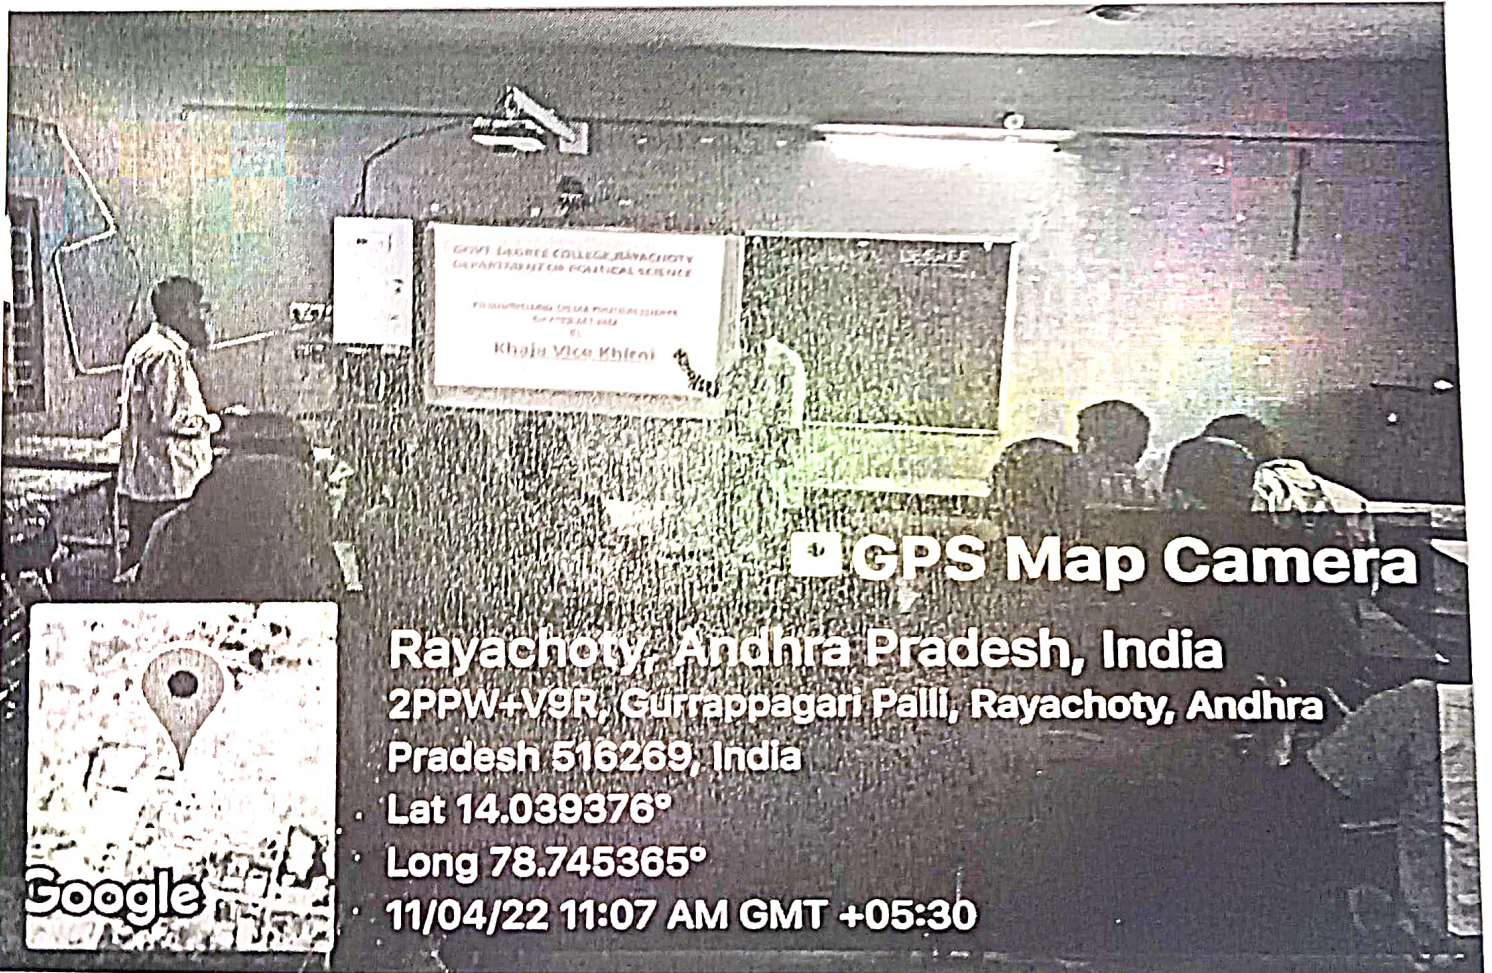 GOVT. DEGREE COLLEGE, RAYACHOTY
DEPARTMENT OF POLITICAL SCIENCE
Khaja
DEGREE
GPS Map Camera
Rayachoty, Andhra Pradesh, India
2PPW+V9R, Gurrappagari Palli, Rayachoty, Andhra
Pradesh 516269, India
Lat 14.039376°
Long 78.745365°
11/04/22 11:07 AM GMT +05:30
Google